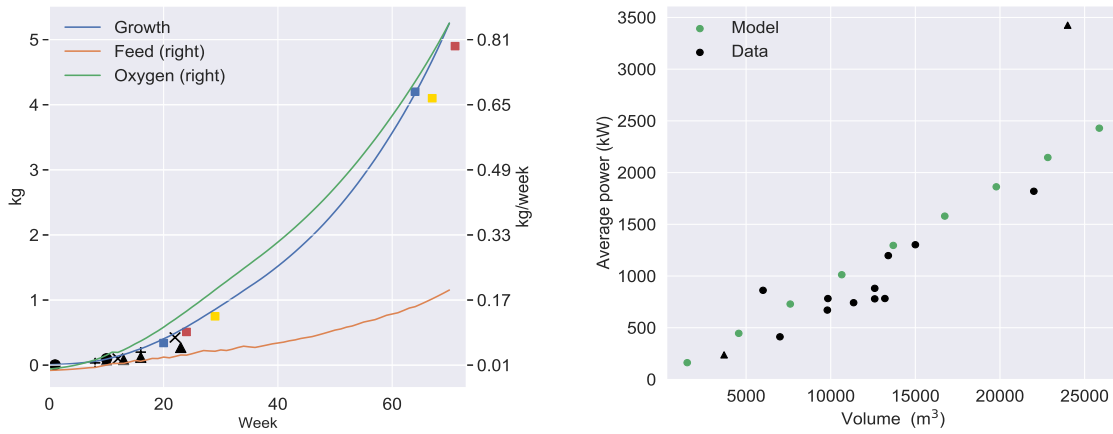 Growth
Feed (right)
Oxygen (right)
5
4
3
2
1
0
kg
0.81
0.65
0.49
0.33
0.17
0.01
kg/week
0 20 40 60
Week
Model
Data
3500
3000
2500
2000
1500
1000
500
0
Average power (kW)
5000 10000 15000 20000 25000
Volume (m³)